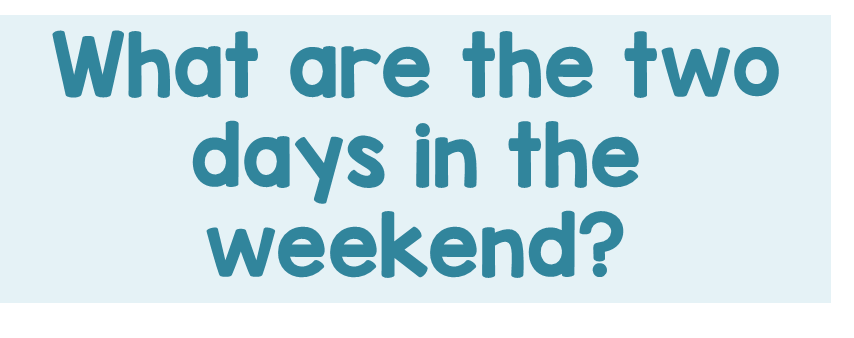 What are the two
days in the
weekend?